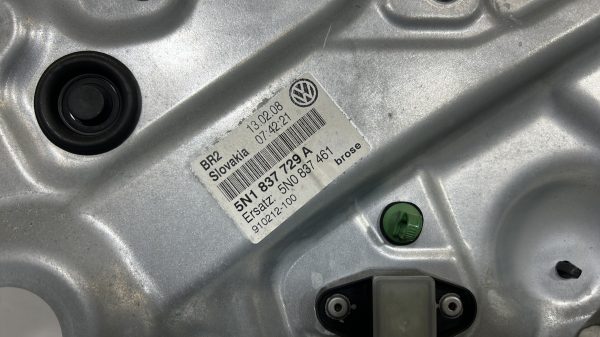 BR2 13.02.08
Slovakia 07:42:21
5N1 837 729 A
Ersatz: 5N0 837 461
910212-100 brose